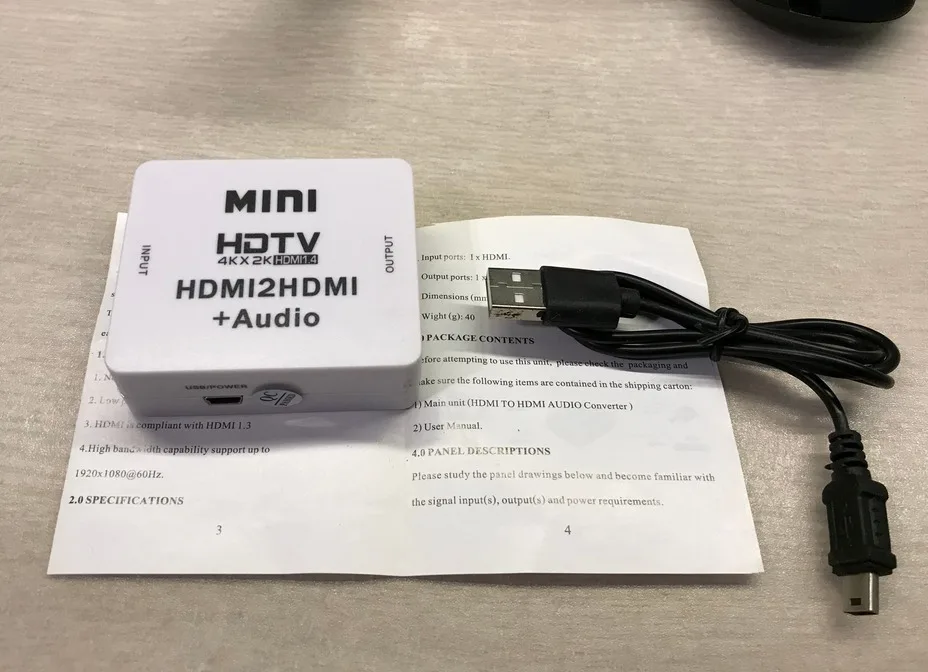 MINI
HDTV
4KX2K HDMI1.4
HDMI2HDMI
+Audio
INPUT
OUTPUT
USB/POWER
QC
1.
2. Low
3. HDMI is compliant with HDMI 1.3
4.High bandwidth capability support up to
1920x1080@60Hz.
2.0 SPECIFICATIONS
3
Input ports: 1x HDMI.
Output ports: 1 x
Dimensions
Wight (g): 40
PACKAGE CONTENTS
attempting to use this unit, please check the packaging and
sure the following items are contained in the shipping carton:
1) Main unit (HDMI TO HDMI AUDIO Converter )
2) User Manual.
4.0 PANEL DESCRIPTIONS
Please study the panel drawings below and become familiar with
the signal input(s), output(s) and power requirements.
4